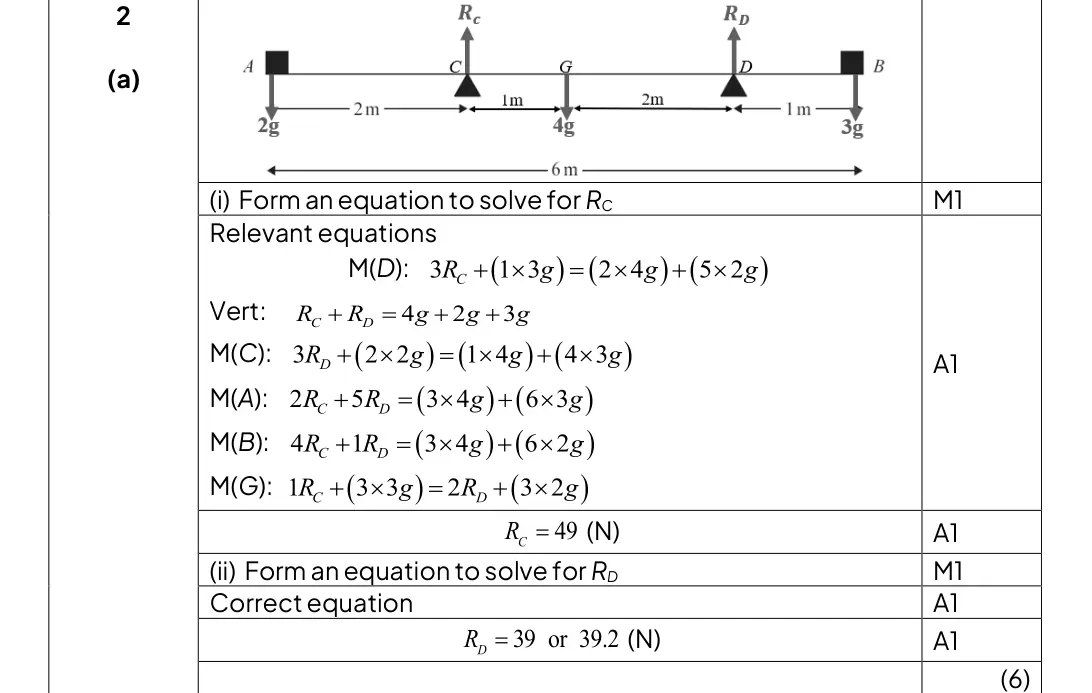 2
(a)
R_c R_D
A C G D B
2 m 1m 2m 1 m
2g 4g 3g
6 m
(i) Form an equation to solve for R_C M1
Relevant equations
M(D): 3R_C + (1×3g) = (2×4g) + (5×2g)
Vert: R_C + R_D = 4g + 2g + 3g
M(C): 3R_D + (2×2g) = (1×4g) + (4×3g)
A1
M(A): 2R_C + 5R_D = (3×4g) + (6×3g)
M(B): 4R_C + 1R_D = (3×4g) + (6×2g)
M(G): 1R_C + (3×3g) = 2R_D + (3×2g)
R_C = 49 (N) A1
(ii) Form an equation to solve for R_D M1
Correct equation A1
R_D = 39 or 39.2 (N) A1
(6)